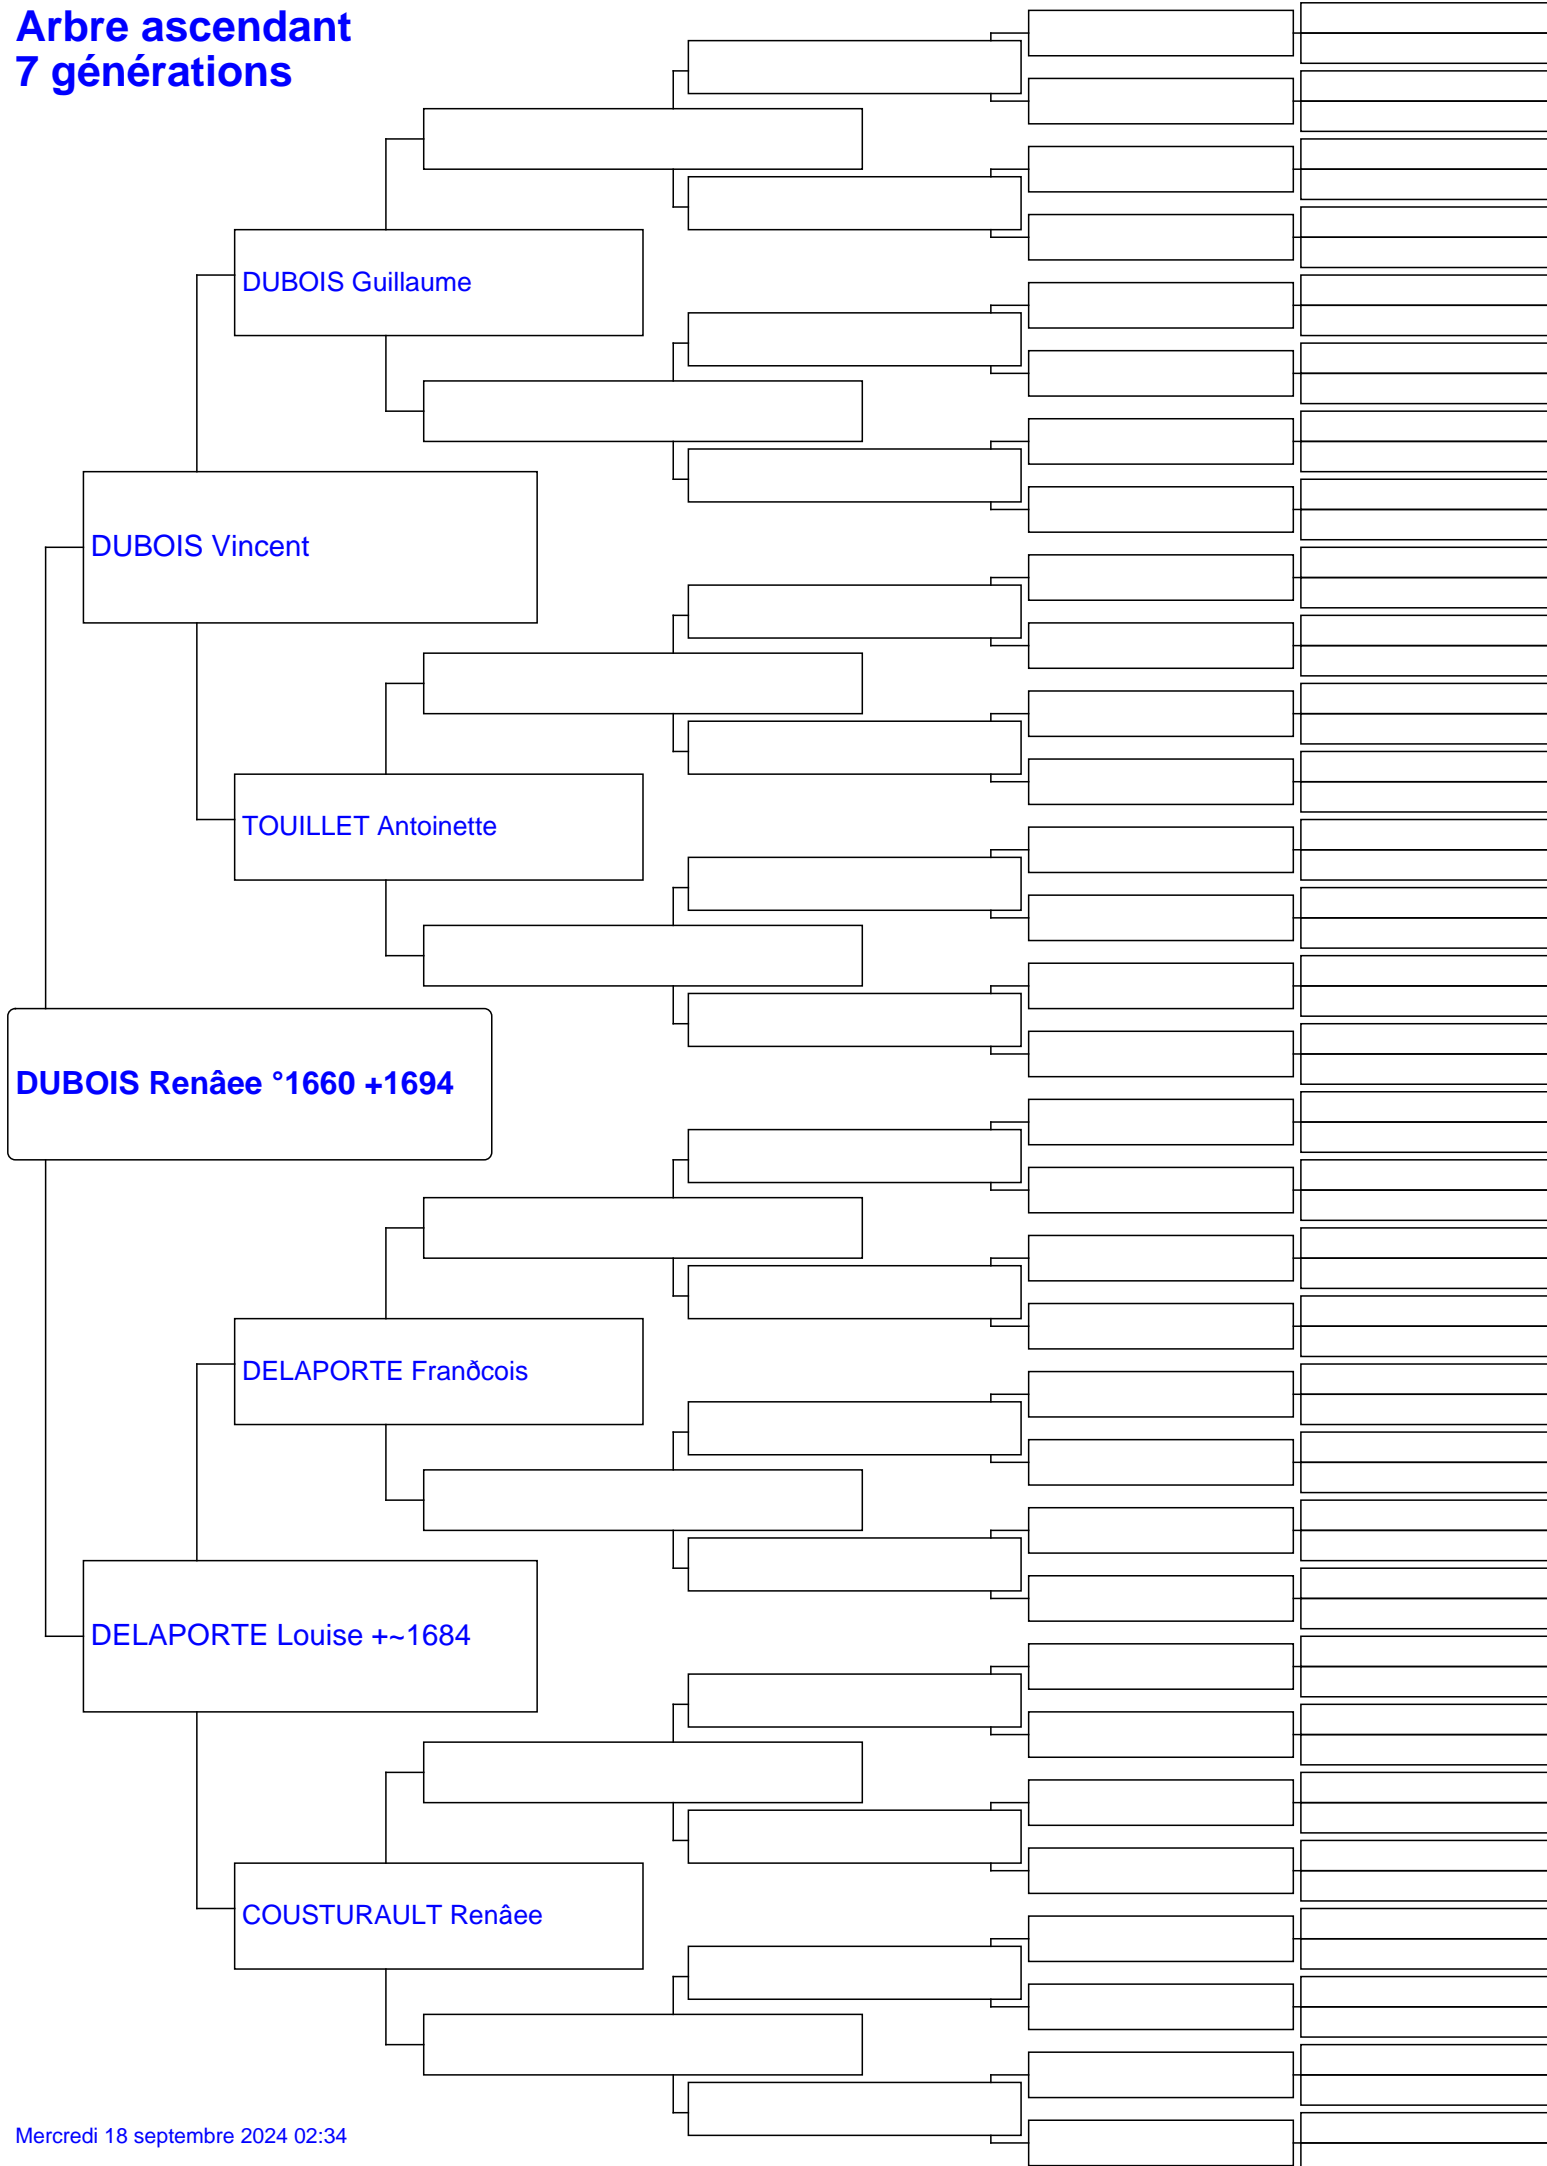 Arbre ascendant
7 générations
DUBOIS Guillaume
DUBOIS Vincent
TOUILLET Antoinette
DUBOIS Renâee °1660 +1694
DELAPORTE Franðcois
DELAPORTE Louise +~1684
COUSTURAULT Renâee
Mercredi 18 septembre 2024 02:34